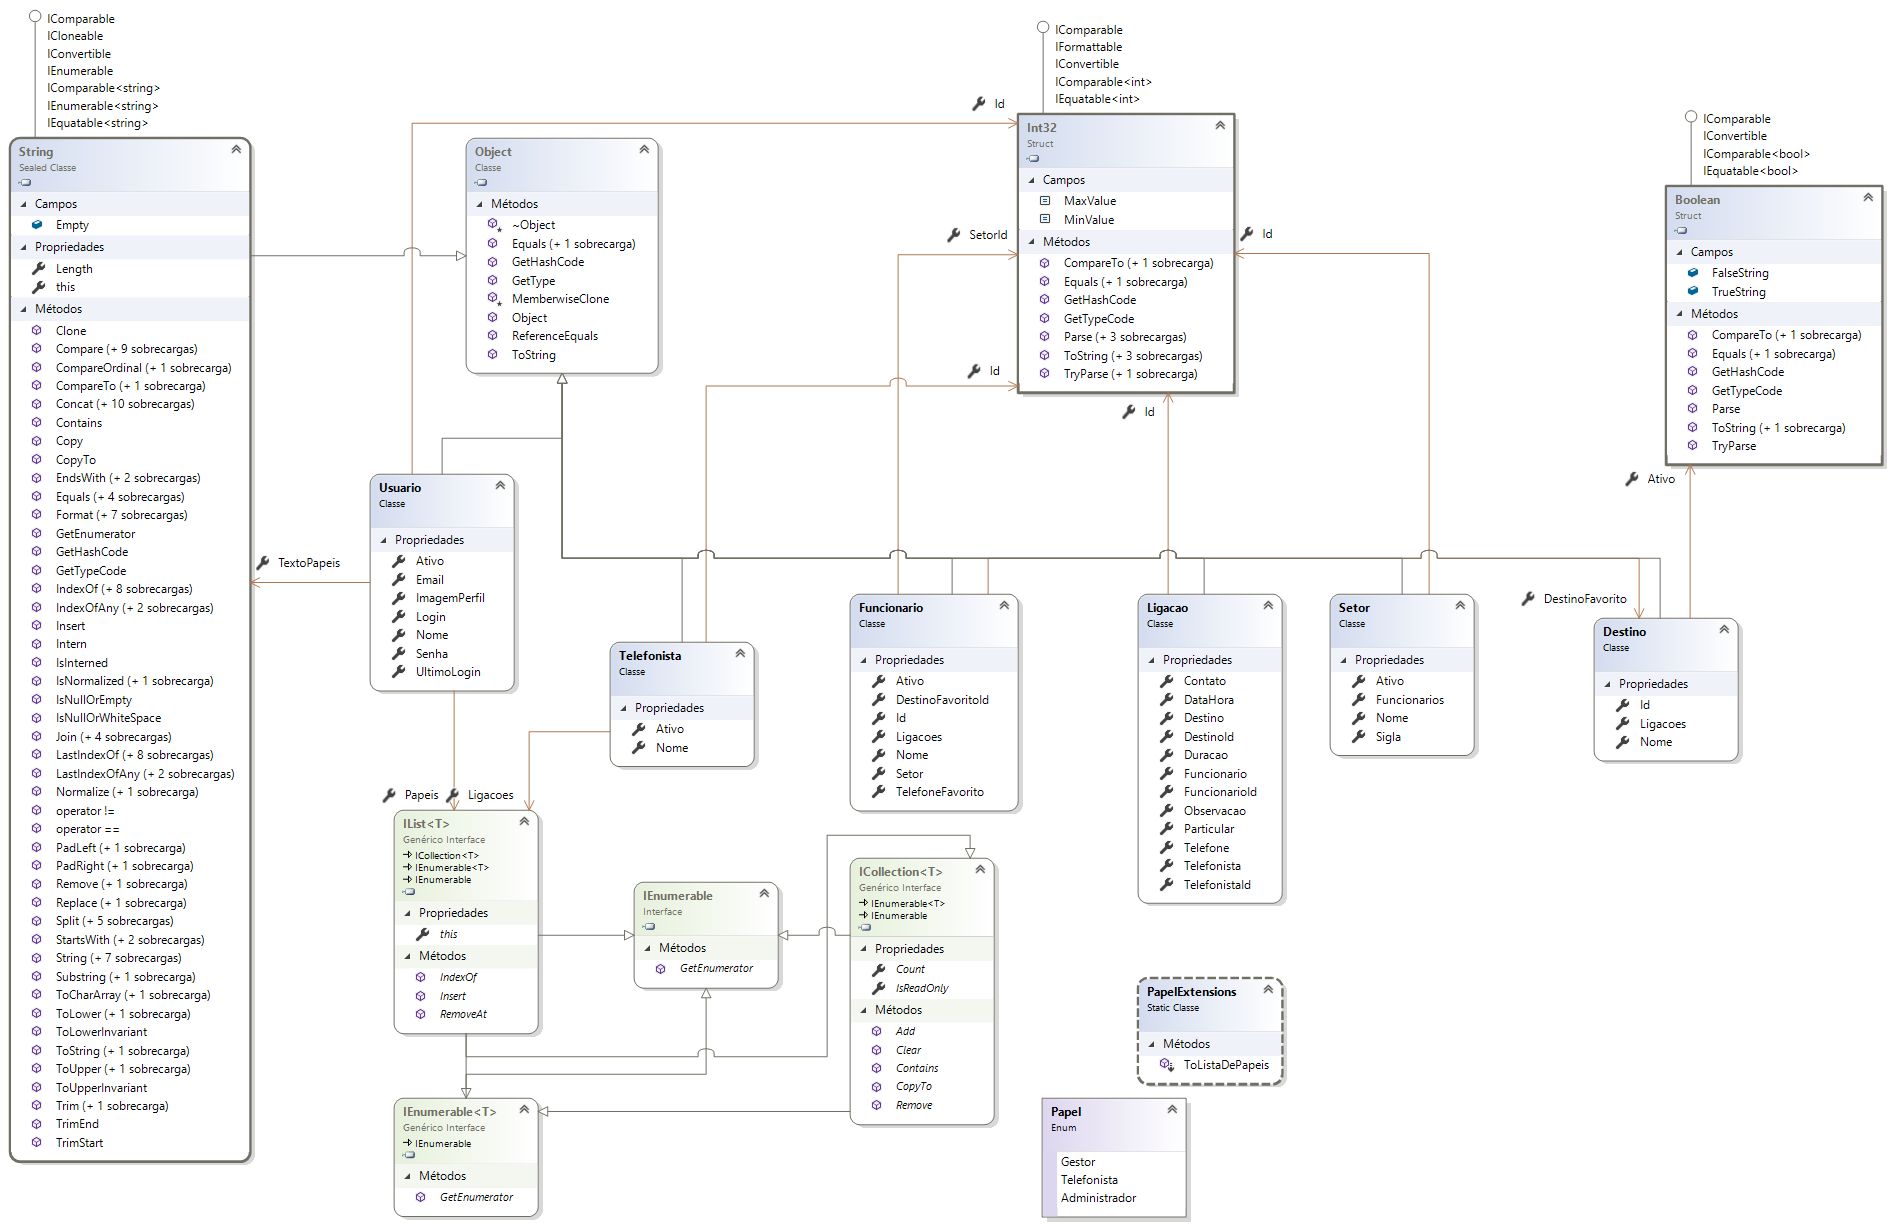 IComparable
ICloneable
IConvertible
IEnumerable
IComparable<string>
IEnumerable<string>
IEquatable<string>
String
Sealed Classe
Campos
Empty
Propriedades
Length
this
Métodos
Clone
Compare (+ 9 sobrecargas)
CompareOrdinal (+ 1 sobrecarga)
CompareTo (+ 1 sobrecarga)
Concat (+ 10 sobrecargas)
Contains
Copy
CopyTo
EndsWith (+ 2 sobrecargas)
Equals (+ 4 sobrecargas)
Format (+ 7 sobrecargas)
GetEnumerator
GetHashCode
GetTypeCode
IndexOf (+ 8 sobrecargas)
IndexOfAny (+ 2 sobrecargas)
Insert
Intern
IsInterned
IsNormalized (+ 1 sobrecarga)
IsNullOrEmpty
IsNullOrWhiteSpace
Join (+ 4 sobrecargas)
LastIndexOf (+ 8 sobrecargas)
LastIndexOfAny (+ 2 sobrecargas)
Normalize (+ 1 sobrecarga)
operator !=
operator ==
PadLeft (+ 1 sobrecarga)
PadRight (+ 1 sobrecarga)
Remove (+ 1 sobrecarga)
Replace (+ 1 sobrecarga)
Split (+ 5 sobrecargas)
StartsWith (+ 2 sobrecargas)
String (+ 7 sobrecargas)
Substring (+ 1 sobrecarga)
ToCharArray (+ 1 sobrecarga)
ToLower (+ 1 sobrecarga)
ToLowerInvariant
ToString (+ 1 sobrecarga)
ToUpper (+ 1 sobrecarga)
ToUpperInvariant
Trim (+ 1 sobrecarga)
TrimEnd
TrimStart
Object
Classe
Métodos
~Object
Equals (+ 1 sobrecarga)
GetHashCode
GetType
MemberwiseClone
Object
ReferenceEquals
ToString
IComparable
IFormattable
IConvertible
IComparable<int>
IEquatable<int>
Id
Int32
Struct
Campos
MaxValue
MinValue
Métodos
CompareTo (+ 1 sobrecarga)
Equals (+ 1 sobrecarga)
GetHashCode
GetTypeCode
Parse (+ 3 sobrecargas)
ToString (+ 3 sobrecargas)
TryParse (+ 1 sobrecarga)
SetorId
Id
Id
Id
IComparable
IConvertible
IComparable<bool>
IEquatable<bool>
Boolean
Struct
Campos
FalseString
TrueString
Métodos
CompareTo (+ 1 sobrecarga)
Equals (+ 1 sobrecarga)
GetHashCode
GetTypeCode
Parse
ToString (+ 1 sobrecarga)
TryParse
Ativo
Usuario
Classe
Propriedades
Ativo
Email
ImagemPerfil
Login
Nome
Senha
UltimoLogin
TextoPapeis
Telefonista
Classe
Propriedades
Ativo
Nome
Funcionario
Classe
Propriedades
Ativo
DestinoFavoritoId
Id
Ligacoes
Nome
Setor
TelefoneFavorito
Ligacao
Classe
Propriedades
Contato
DataHora
Destino
DestinoId
Duracao
Funcionario
FuncionarioId
Observacao
Particular
Telefone
Telefonista
TelefonistaId
Setor
Classe
Propriedades
Ativo
Funcionarios
Nome
Sigla
DestinoFavorito
Destino
Classe
Propriedades
Id
Ligacoes
Nome
Papeis
Ligacoes
IList<T>
Genérico Interface
ICollection<T>
IEnumerable<T>
IEnumerable
Propriedades
this
Métodos
IndexOf
Insert
RemoveAt
IEnumerable
Interface
Métodos
GetEnumerator
ICollection<T>
Genérico Interface
IEnumerable<T>
IEnumerable
Propriedades
Count
IsReadOnly
Métodos
Add
Clear
Contains
CopyTo
Remove
IEnumerable<T>
Genérico Interface
IEnumerable
Métodos
GetEnumerator
PapelExtensions
Static Classe
Métodos
ToListaDePapeis
Papel
Enum
Gestor
Telefonista
Administrador